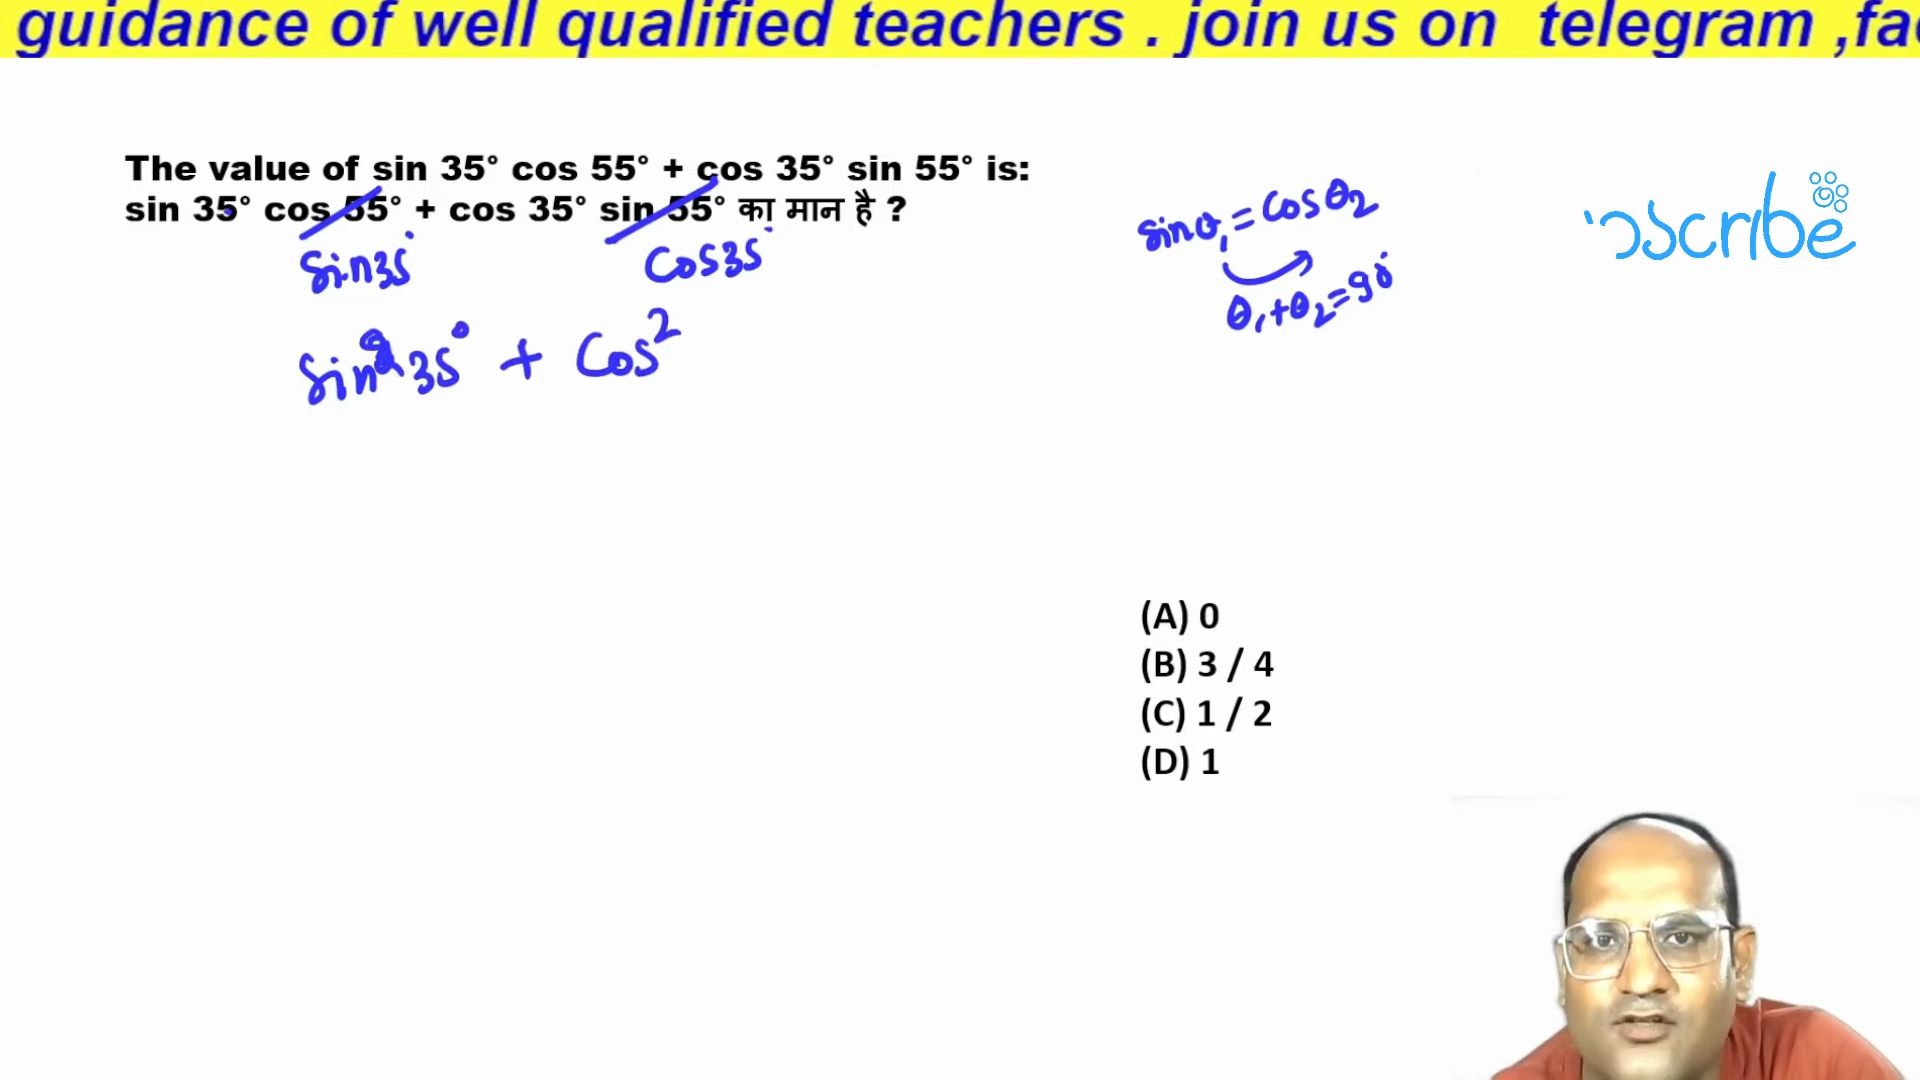 guidance of well qualified teachers . join us on telegram ,fac
The value of sin 35° cos 55° + cos 35° sin 55° is:
sin 35° cos 55° + cos 35° sin 55° का मान है ?
sin35° cos35°
sin²35° + cos²
sinθ₁ = cosθ₂
θ₁+θ₂=90°
scribe
(A) 0
(B) 3 / 4
(C) 1 / 2
(D) 1